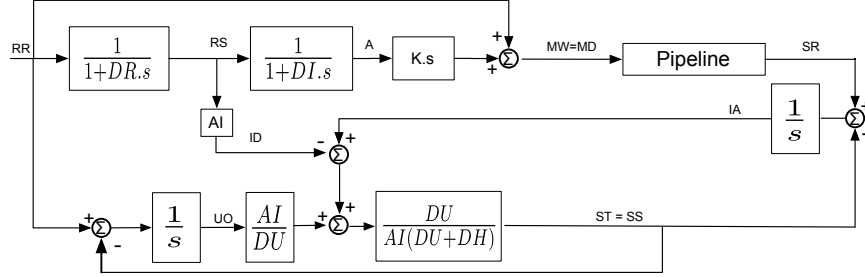 RR
1
1+DR.s
RS
1
1+DI.s
A
K.s
+
+
Σ
MW=MD
Pipeline
SR
AI
ID
-
+
Σ
IA
1
s
+
Σ
-
+
-
Σ
1
s
UO
AI
DU
+
+
Σ
DU
AI(DU+DH)
ST = SS